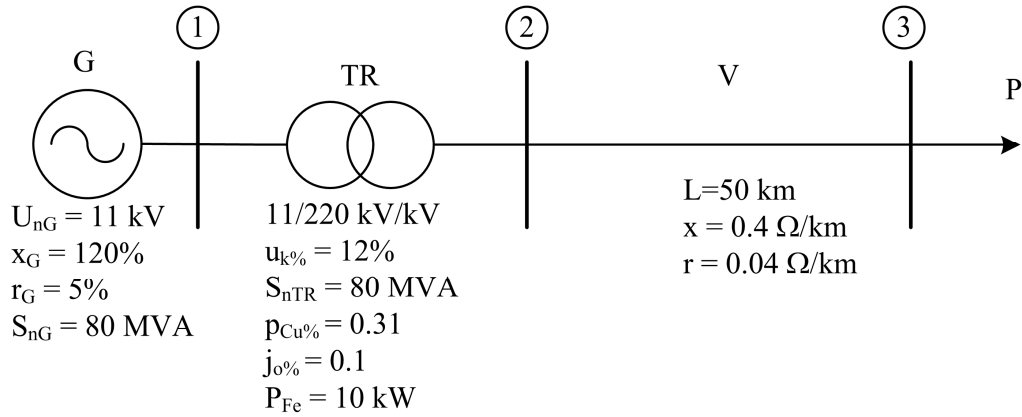 1
2
3
G
TR
V
P
U_nG = 11 kV
x_G = 120%
r_G = 5%
S_nG = 80 MVA
11/220 kV/kV
u_k% = 12%
S_nTR = 80 MVA
p_Cu% = 0.31
j_o% = 0.1
P_Fe = 10 kW
L=50 km
x = 0.4 Ω/km
r = 0.04 Ω/km